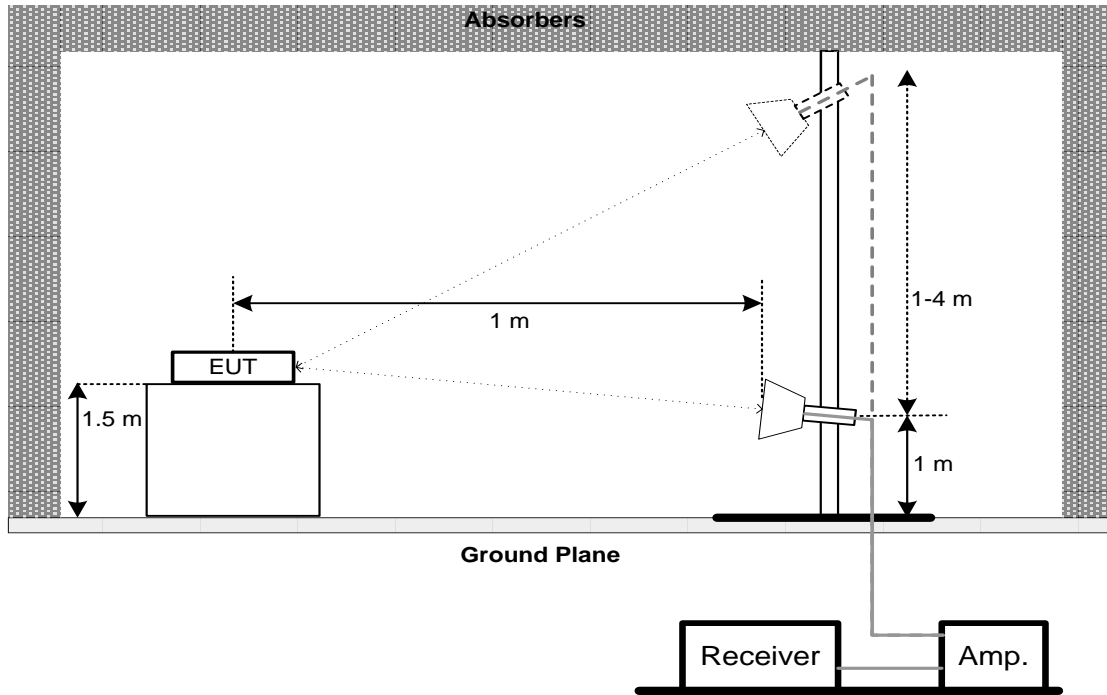 Absorbers
1-4 m
1 m
EUT
1.5 m
1 m
Ground Plane
Receiver
Amp.